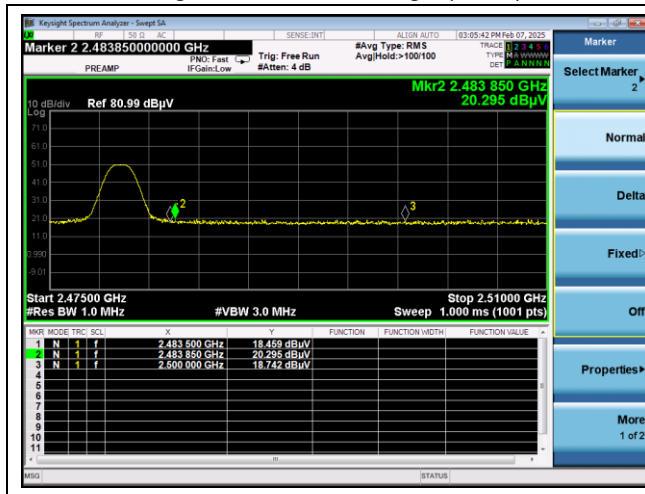 Keysight Spectrum Analyzer - Swept SA
RF 50 Ω AC SENSE:INT ALIGN AUTO 03:05:42 PM Feb 07, 2025
Marker 2 2.483850000000 GHz
PREAMP
PNO: Fast
IFGain:Low
Trig: Free Run
#Atten: 4 dB
#Avg Type: RMS
Avg|Hold:>100/100
TRACE 1 2 3 4 5 6
TYPE M A W W W W
DET P A N N N N
Mkr2 2.483 850 GHz
20.295 dBµV
10 dB/div Ref 80.99 dBµV
Log
71.0
61.0
51.0
41.0
31.0
21.0
11.0
0.990
-9.01
2
3
Start 2.47500 GHz Stop 2.51000 GHz
#Res BW 1.0 MHz #VBW 3.0 MHz Sweep 1.000 ms (1001 pts)
MKR MODE TRC SCL X Y FUNCTION FUNCTION WIDTH FUNCTION VALUE
1 N 1 f 2.483 500 GHz 18.459 dBuV
2 N 1 f 2.483 850 GHz 20.295 dBuV
3 N 1 f 2.500 000 GHz 18.742 dBuV
4
5
6
7
8
9
10
11
MSG STATUS
Marker
Select Marker
2
Normal
Delta
Fixed
Off
Properties
More
1 of 2